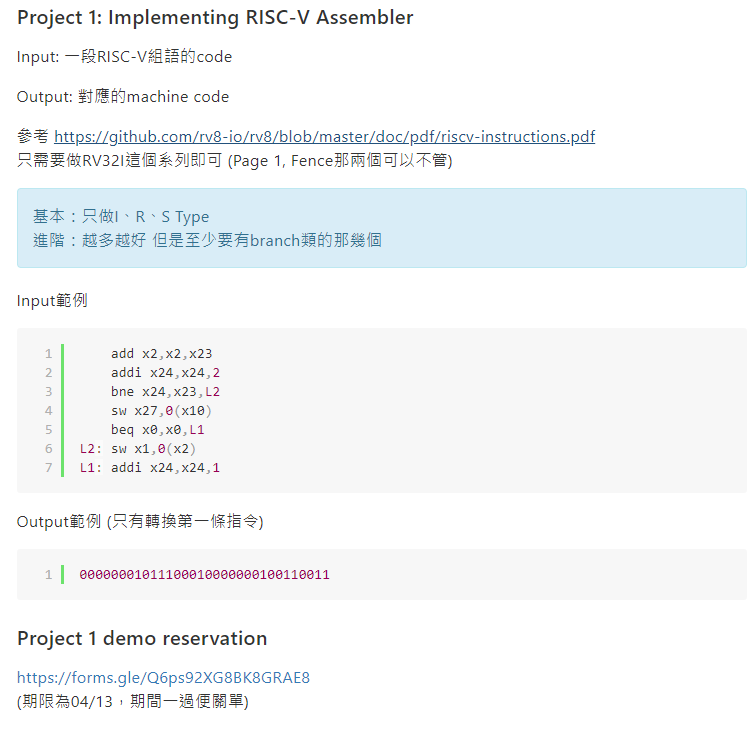 Project 1: Implementing RISC-V Assembler
Input: 一段RISC-V組語的code
Output: 對應的machine code
參考 https://github.com/rv8-io/rv8/blob/master/doc/pdf/riscv-instructions.pdf
只需要做RV32I這個系列即可 (Page 1, Fence那兩個可以不管)
基本：只做I、R、S Type
進階：越多越好 但是至少要有branch類的那幾個
Input範例
1 add x2,x2,x23
2 addi x24,x24,2
3 bne x24,x23,L2
4 sw x27,0(x10)
5 beq x0,x0,L1
6 L2: sw x1,0(x2)
7 L1: addi x24,x24,1
Output範例 (只有轉換第一條指令)
1 00000001011100010000000100110011
Project 1 demo reservation
https://forms.gle/Q6ps92XG8BK8GRAE8
(期限為04/13，期間一過便關單)